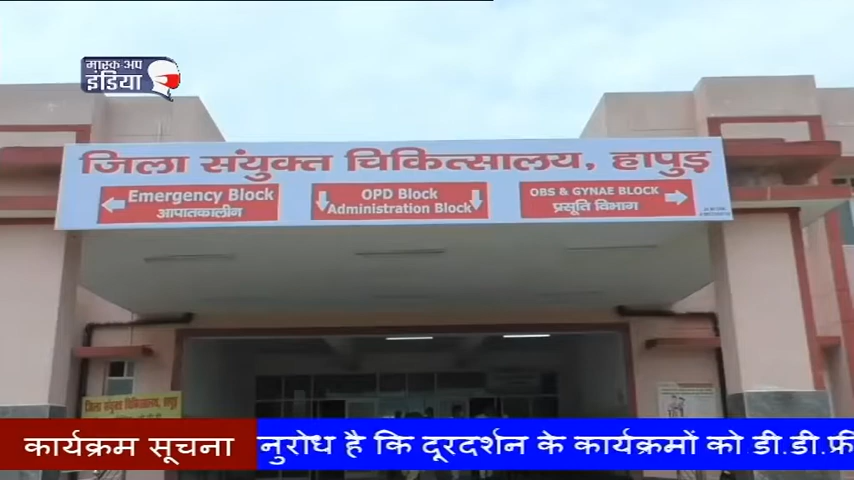 मास्क अप
इंडिया
जिला संयुक्त चिकित्सालय, हापुड़
Emergency Block
आपातकालीन
OPD Block
Administration Block
OBS & GYNAE BLOCK
प्रसूति विभाग
जिला संयुक्त चिकित्सालय, हापुड़
कार्यक्रम सूचना
नुरोध है कि दूरदर्शन के कार्यक्रमों को डी.डी.फ्री